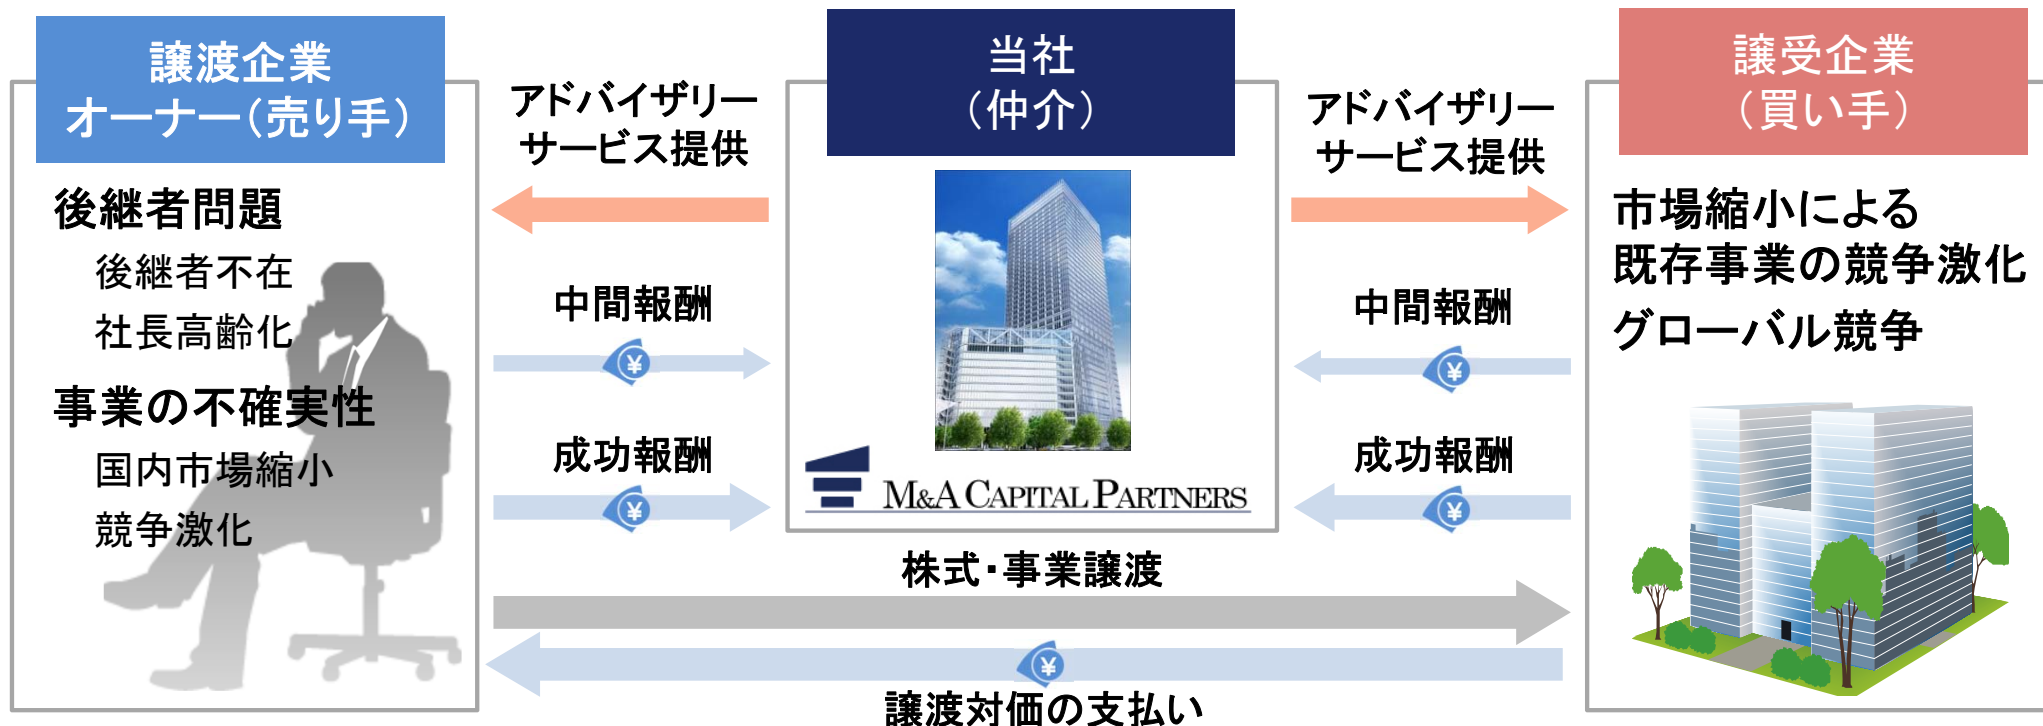 譲渡企業
オーナー（売り手）
後継者問題
後継者不在
社長高齢化
事業の不確実性
国内市場縮小
競争激化
アドバイザリー
サービス提供
中間報酬
¥
成功報酬
¥
当社
（仲介）
M&A CAPITAL PARTNERS
アドバイザリー
サービス提供
中間報酬
¥
成功報酬
¥
譲受企業
（買い手）
市場縮小による
既存事業の競争激化
グローバル競争
株式・事業譲渡
¥
譲渡対価の支払い